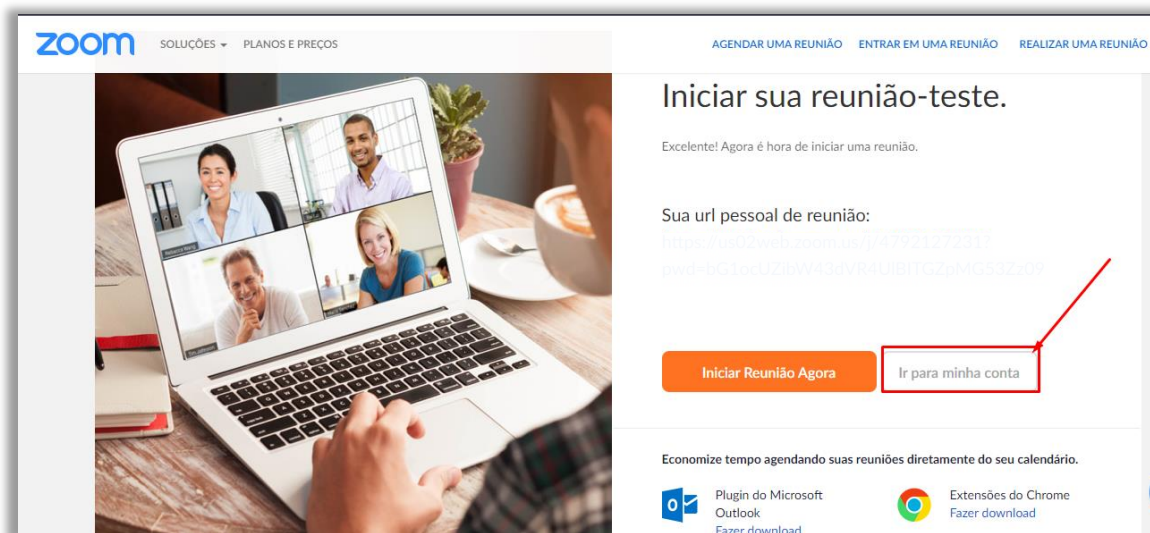 zoom
SOLUÇÕES PLANOS E PREÇOS AGENDAR UMA REUNIÃO ENTRAR EM UMA REUNIÃO REALIZAR UMA REUNIÃO
Iniciar sua reunião-teste.
Excelente! Agora é hora de iniciar uma reunião.
Sua url pessoal de reunião:
Iniciar Reunião Agora
Ir para minha conta
Economize tempo agendando suas reuniões diretamente do seu calendário.
Plugin do Microsoft
Outlook
Fazer download
Extensões do Chrome
Fazer download